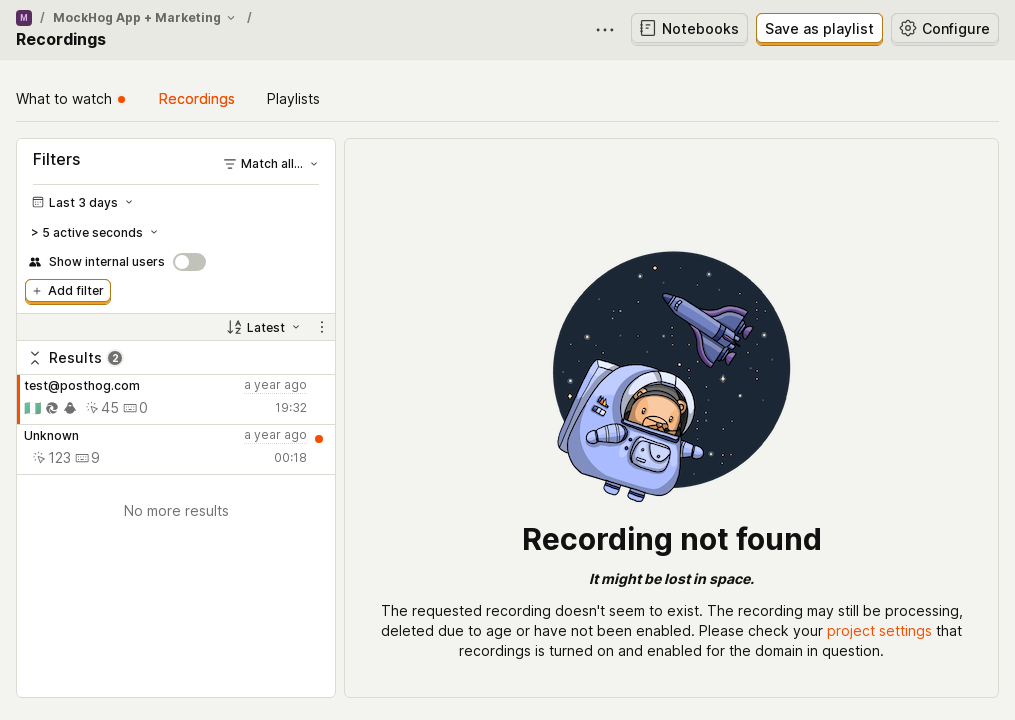 M / MockHog App + Marketing /
Recordings
Notebooks
Save as playlist
Configure
What to watch
Recordings
Playlists
Filters
Match all...
Last 3 days
> 5 active seconds
Show internal users
+ Add filter
Latest
Results 2
test@posthog.com a year ago
45 0 19:32
Unknown a year ago
123 9 00:18
No more results
Recording not found
It might be lost in space.
The requested recording doesn't seem to exist. The recording may still be processing,
deleted due to age or have not been enabled. Please check your project settings that
recordings is turned on and enabled for the domain in question.